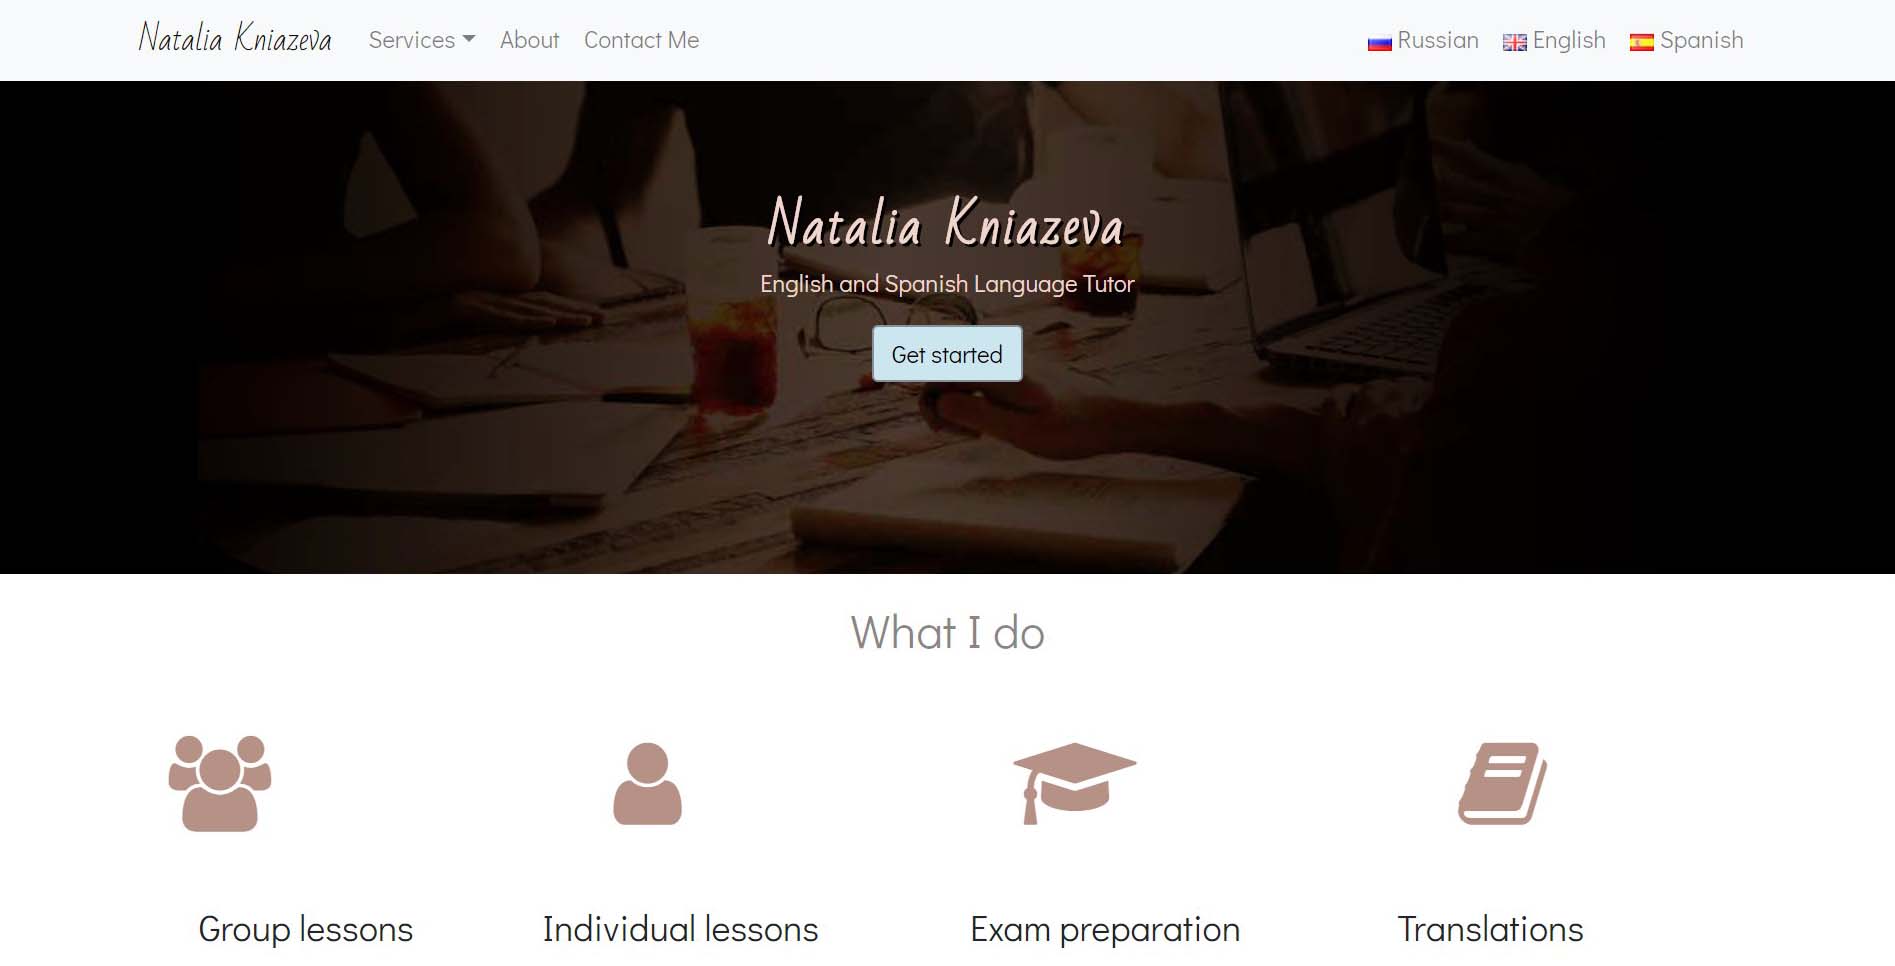 Natalia Kniazeva Services About Contact Me Russian English Spanish
Natalia Kniazeva
English and Spanish Language Tutor
Get started
What I do
Group lessons Individual lessons Exam preparation Translations